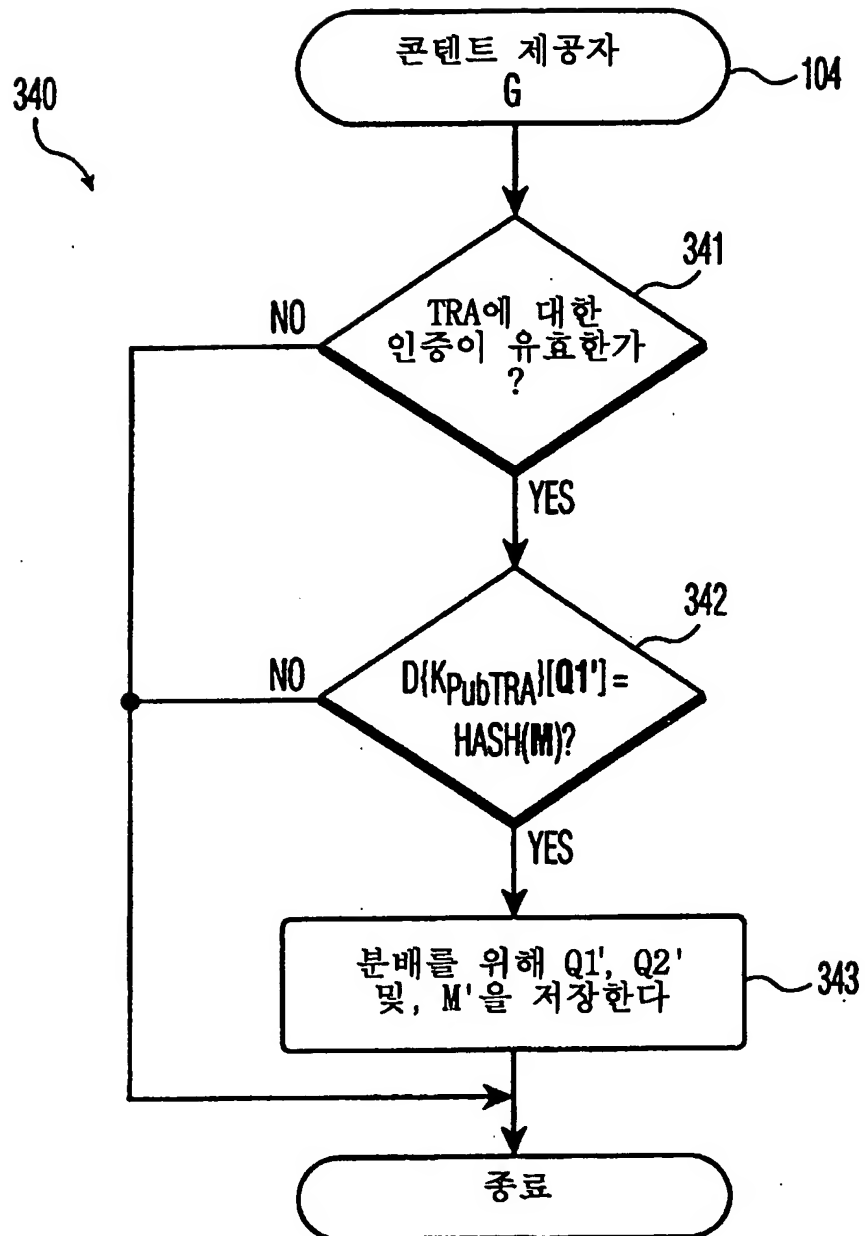 콘텐트 제공자
G
104
340
341
TRA에 대한
인증이 유효한가
?
NO
YES
342
D{KPubTRA}[Q1'] =
HASH(M)?
NO
YES
분배를 위해 Q1', Q2'
및, M'을 저장한다
343
종료